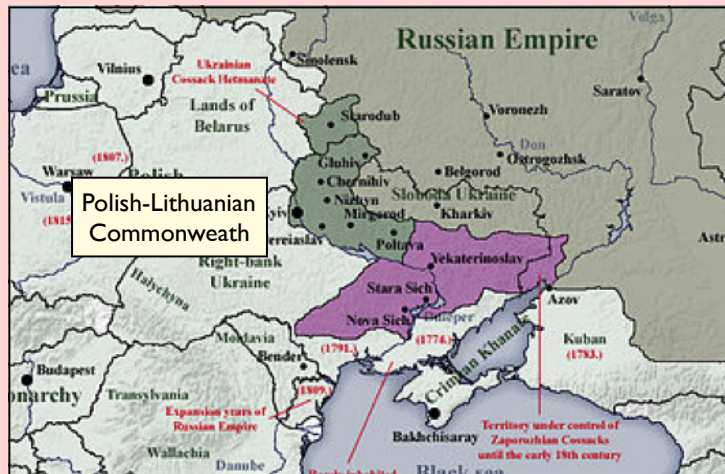 Volga
Russian Empire
Smolensk
Vilnius
Ukrainian
Cossack Hetmanate
Prussia
Saratov
Lands of
Belarus
Starodub
Voronezh
Don
Ostrogozhsk
Gluhiv
(1807.)
Warsaw
Polish
Belgorod
Chernihiv
Vistula
Sloboda Ukraine
Polish-Lithuanian
Commonweath
Nizhyn
Kharkiv
(1815
Mirgorod
Poltava
Right-bank
Ukraine
Yekaterinoslav
Halychyna
Stara Sich
Azov
Nova Sich
Dnieper
Moldavia
(1791.)
(1774.)
Kuban
(1783.)
Bender
Budapest
Crimean Khanate
Transylvania
(1809.)
Expansion years of
Russian Empire
Territory under control of
Zaporozhian Cossacks
until the early 18th century
Bakhchisaray
Wallachia
Danube
Black sea